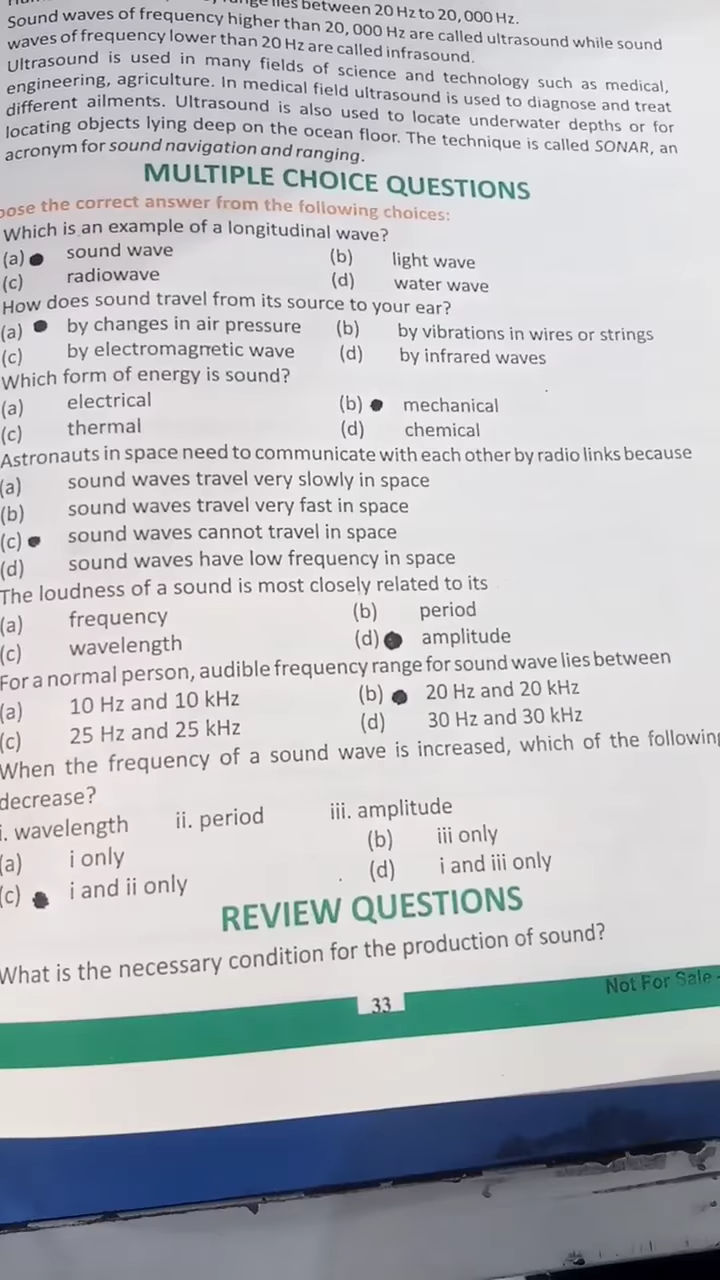 lies between 20 Hz to 20, 000 Hz.
Sound waves of frequency higher than 20, 000 Hz are called ultrasound while sound
waves of frequency lower than 20 Hz are called infrasound.
Ultrasound is used in many fields of science and technology such as medical,
engineering, agriculture. In medical field ultrasound is used to diagnose and treat
different ailments. Ultrasound is also used to locate underwater depths or for
locating objects lying deep on the ocean floor. The technique is called SONAR, an
acronym for sound navigation and ranging.
MULTIPLE CHOICE QUESTIONS
ose the correct answer from the following choices:
Which is an example of a longitudinal wave?
(a) sound wave (b) light wave
(c) radiowave (d) water wave
How does sound travel from its source to your ear?
(a) by changes in air pressure (b) by vibrations in wires or strings
(c) by electromagnetic wave (d) by infrared waves
Which form of energy is sound?
(a) electrical (b) mechanical
(c) thermal (d) chemical
Astronauts in space need to communicate with each other by radio links because
(a) sound waves travel very slowly in space
(b) sound waves travel very fast in space
(c) sound waves cannot travel in space
(d) sound waves have low frequency in space
The loudness of a sound is most closely related to its
(a) frequency (b) period
(c) wavelength (d) amplitude
For a normal person, audible frequency range for sound wave lies between
(a) 10 Hz and 10 kHz (b) 20 Hz and 20 kHz
(c) 25 Hz and 25 kHz (d) 30 Hz and 30 kHz
When the frequency of a sound wave is increased, which of the following
decrease?
i. wavelength ii. period iii. amplitude
(a) i only (b) iii only
(c) i and ii only (d) i and iii only
REVIEW QUESTIONS
What is the necessary condition for the production of sound?
33
Not For Sale -